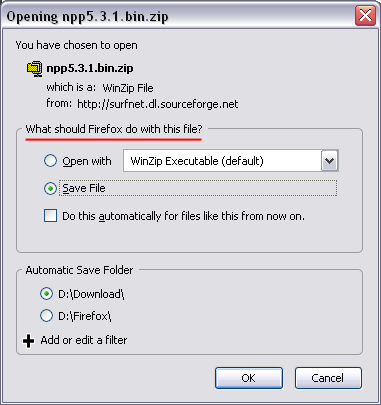 Opening npp5.3.1.bin.zip
You have chosen to open
npp5.3.1.bin.zip
which is a: WinZip File
from: http://surfnet.dl.sourceforge.net
What should Firefox do with this file?
Open with WinZip Executable (default)
Save File
Do this automatically for files like this from now on.
Automatic Save Folder
D:\Download\
D:\Firefox\
Add or edit a filter
OK Cancel